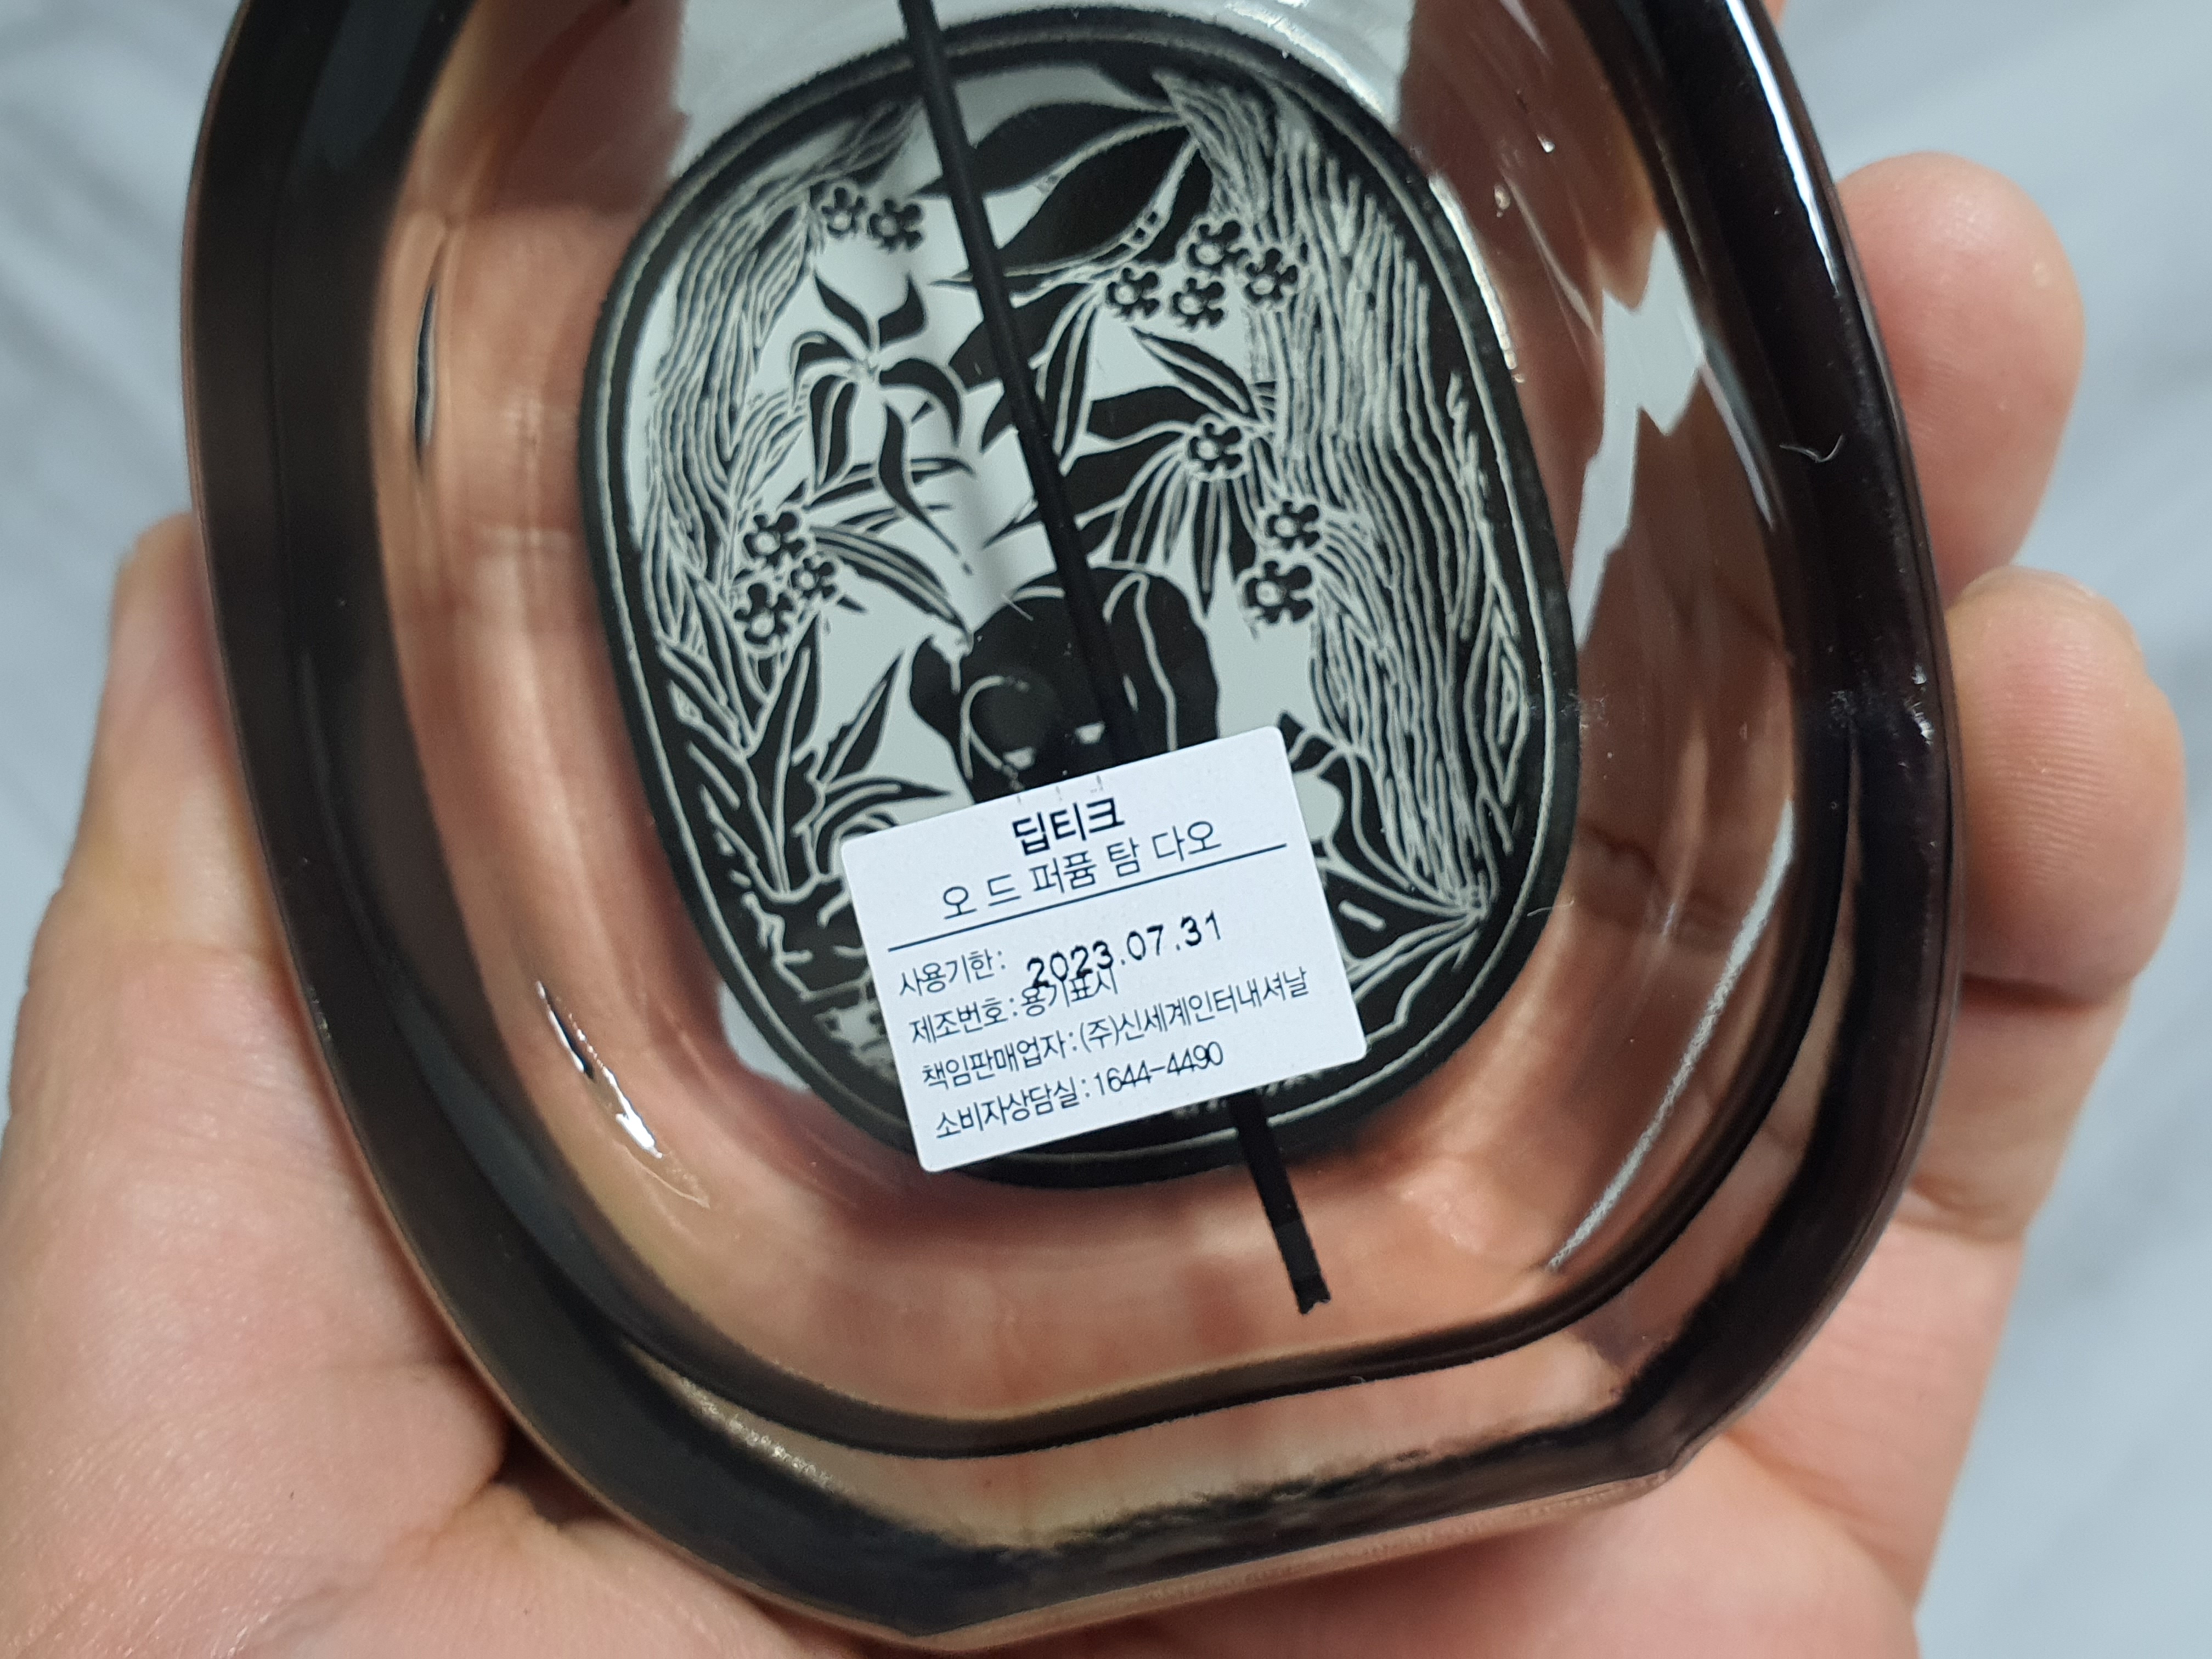 딥티크
오 드 퍼퓸 탐 다오
사용기한: 2023.07.31
제조번호:용기표시
책임판매업자:(주)신세계인터내셔날
소비자상담실:1644-4490